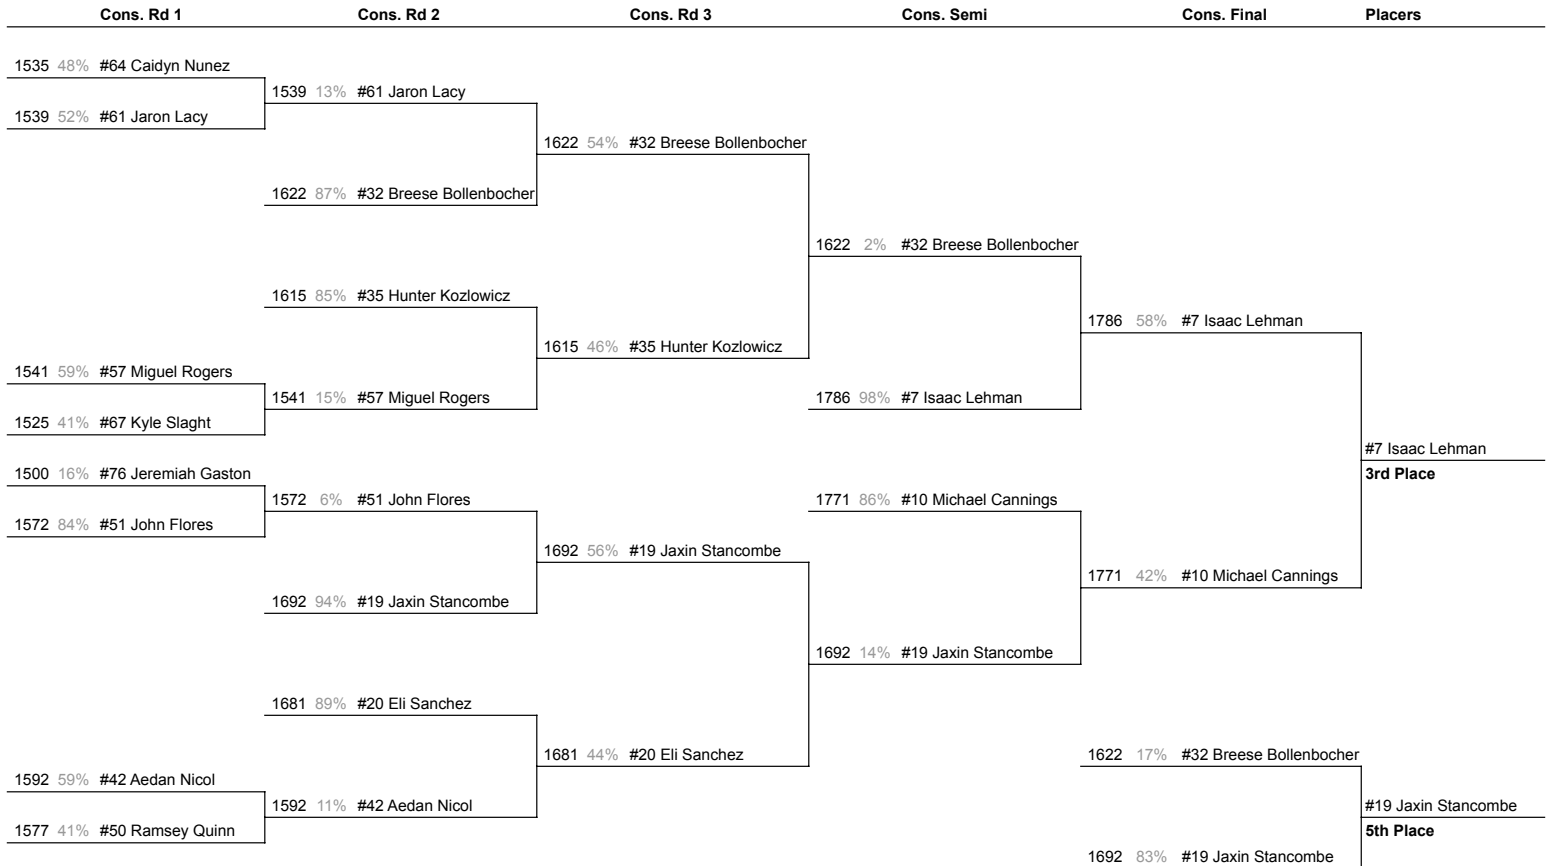 Cons. Rd 1 Cons. Rd 2 Cons. Rd 3 Cons. Semi Cons. Final Placers
1535 48% #64 Caidyn Nunez
1539 13% #61 Jaron Lacy
1539 52% #61 Jaron Lacy
1622 54% #32 Breese Bollenbocher
1622 87% #32 Breese Bollenbocher
1622 2% #32 Breese Bollenbocher
1615 85% #35 Hunter Kozlowicz
1786 58% #7 Isaac Lehman
1615 46% #35 Hunter Kozlowicz
1541 59% #57 Miguel Rogers
1541 15% #57 Miguel Rogers
1786 98% #7 Isaac Lehman
1525 41% #67 Kyle Slaght
#7 Isaac Lehman
1500 16% #76 Jeremiah Gaston
3rd Place
1572 6% #51 John Flores
1771 86% #10 Michael Cannings
1572 84% #51 John Flores
1692 56% #19 Jaxin Stancombe
1771 42% #10 Michael Cannings
1692 94% #19 Jaxin Stancombe
1692 14% #19 Jaxin Stancombe
1681 89% #20 Eli Sanchez
1681 44% #20 Eli Sanchez
1622 17% #32 Breese Bollenbocher
1592 59% #42 Aedan Nicol
1592 11% #42 Aedan Nicol
#19 Jaxin Stancombe
1577 41% #50 Ramsey Quinn
5th Place
1692 83% #19 Jaxin Stancombe